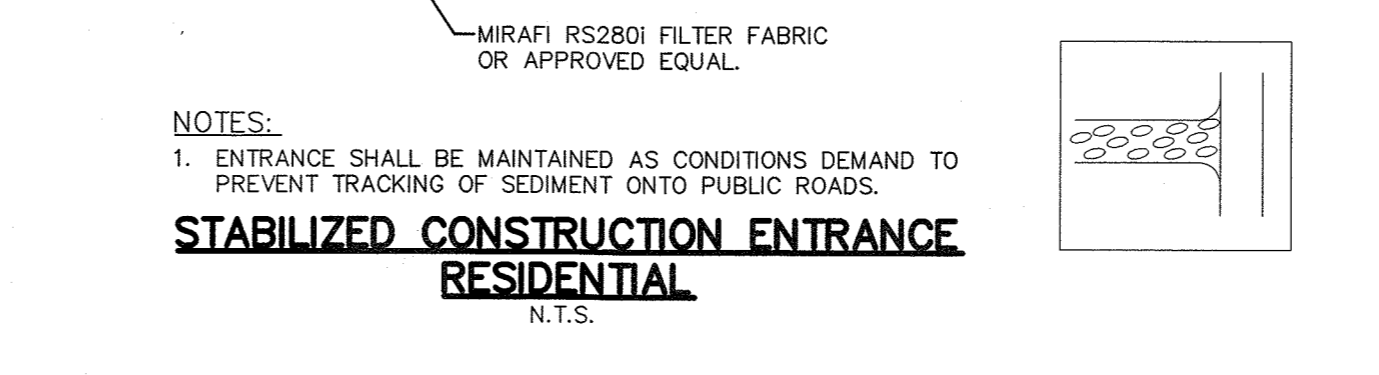 MIRAFI RS280i FILTER FABRIC
OR APPROVED EQUAL.
NOTES:
1. ENTRANCE SHALL BE MAINTAINED AS CONDITIONS DEMAND TO
PREVENT TRACKING OF SEDIMENT ONTO PUBLIC ROADS.
STABILIZED CONSTRUCTION ENTRANCE
RESIDENTIAL
N.T.S.